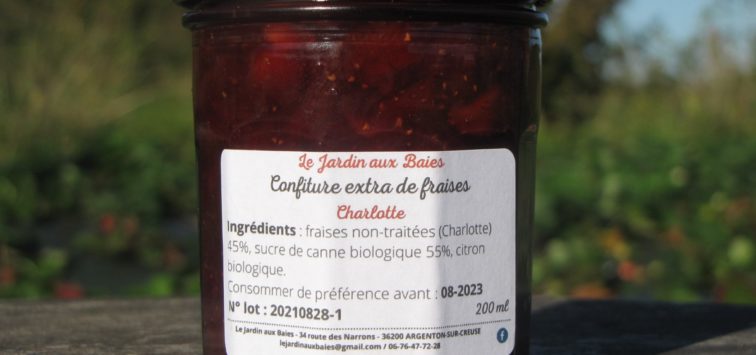 Le Jardin aux Baies
Confiture extra de fraises
Charlotte
Ingrédients : fraises non-traitées (Charlotte)
45%, sucre de canne biologique 55%, citron
biologique.
Consommer de préférence avant : 08-2023
N° lot : 20210828-1
200 ml
Le Jardin aux Baies - 34 route des Narrons - 36200 ARGENTON-SUR-CREUSE
lejardinauxbaies@gmail.com / 06-76-47-72-28
f